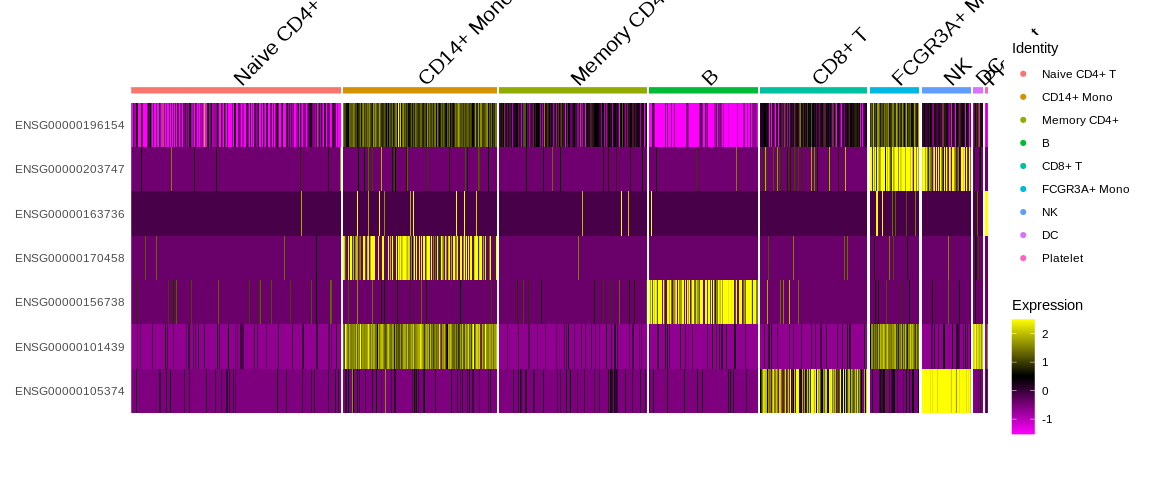 Naive CD4+
CD14+ Mono
Memory CD4
B
CD8+ T
FCGR3A+ M
NK
DC
ENSG00000196154
ENSG00000203747
ENSG00000163736
ENSG00000170458
ENSG00000156738
ENSG00000101439
ENSG00000105374
Identity
Naive CD4+ T
CD14+ Mono
Memory CD4+
B
CD8+ T
FCGR3A+ Mono
NK
DC
Platelet
Expression
2
1
0
-1